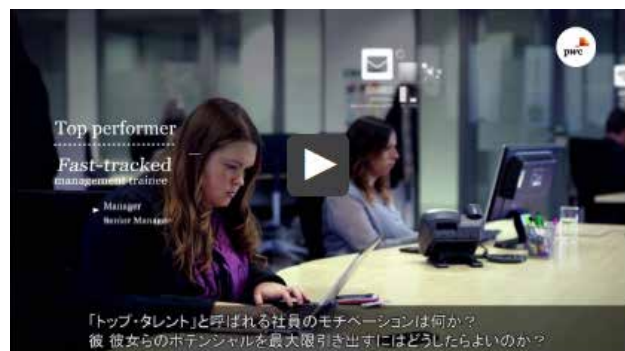 pwc
Top performer
Fast-tracked
management trainee
Manager
Senior Manager
「トップ・タレント」と呼ばれる社員のモチベーションは何か？
彼 彼女らのポテンシャルを最大限引き出すにはどうしたらよいのか？